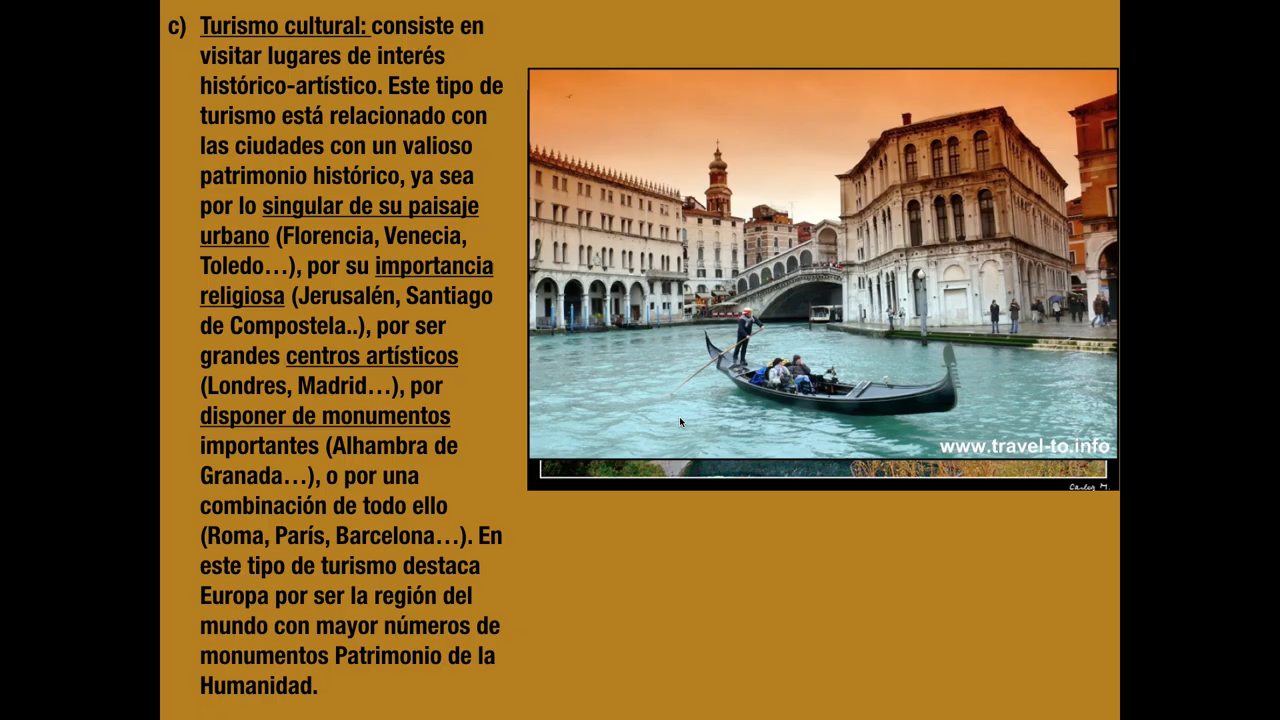 c) Turismo cultural: consiste en
visitar lugares de interés
histórico-artístico. Este tipo de
turismo está relacionado con
las ciudades con un valioso
patrimonio histórico, ya sea
por lo singular de su paisaje
urbano (Florencia, Venecia,
Toledo…), por su importancia
religiosa (Jerusalén, Santiago
de Compostela..), por ser
grandes centros artísticos
(Londres, Madrid…), por
disponer de monumentos
importantes (Alhambra de
Granada…), o por una
combinación de todo ello
(Roma, París, Barcelona…). En
este tipo de turismo destaca
Europa por ser la región del
mundo con mayor números de
monumentos Patrimonio de la
Humanidad.
www.travel-to.info
Carlos M.